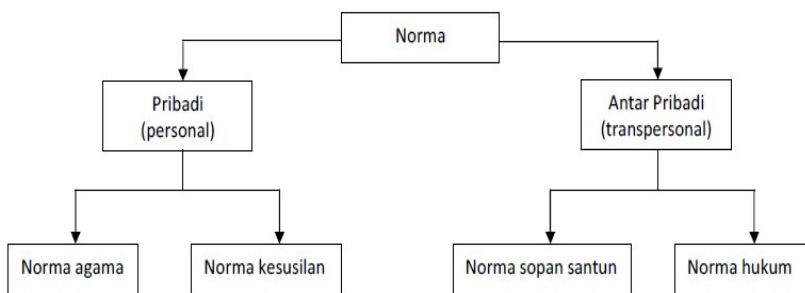 Norma
Pribadi
(personal)
Antar Pribadi
(transpersonal)
Norma agama
Norma kesusilan
Norma sopan santun
Norma hukum